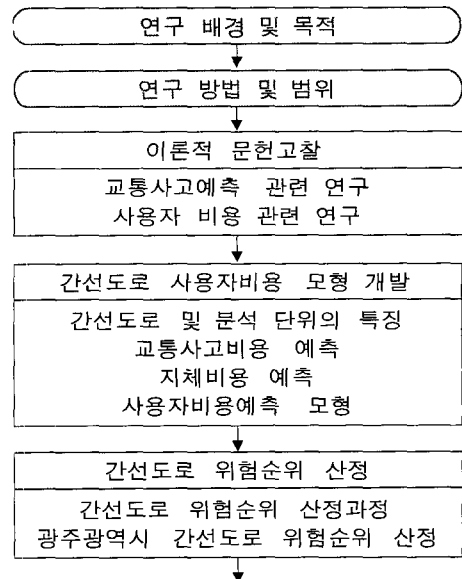 연구 배경 및 목적
연구 방법 및 범위
이론적 문헌고찰
교통사고예측 관련 연구
사용자 비용 관련 연구
간선도로 사용자비용 모형 개발
간선도로 및 분석 단위의 특징
교통사고비용 예측
지체비용 예측
사용자비용예측 모형
간선도로 위험순위 산정
간선도로 위험순위 산정과정
광주광역시 간선도로 위험순위 산정